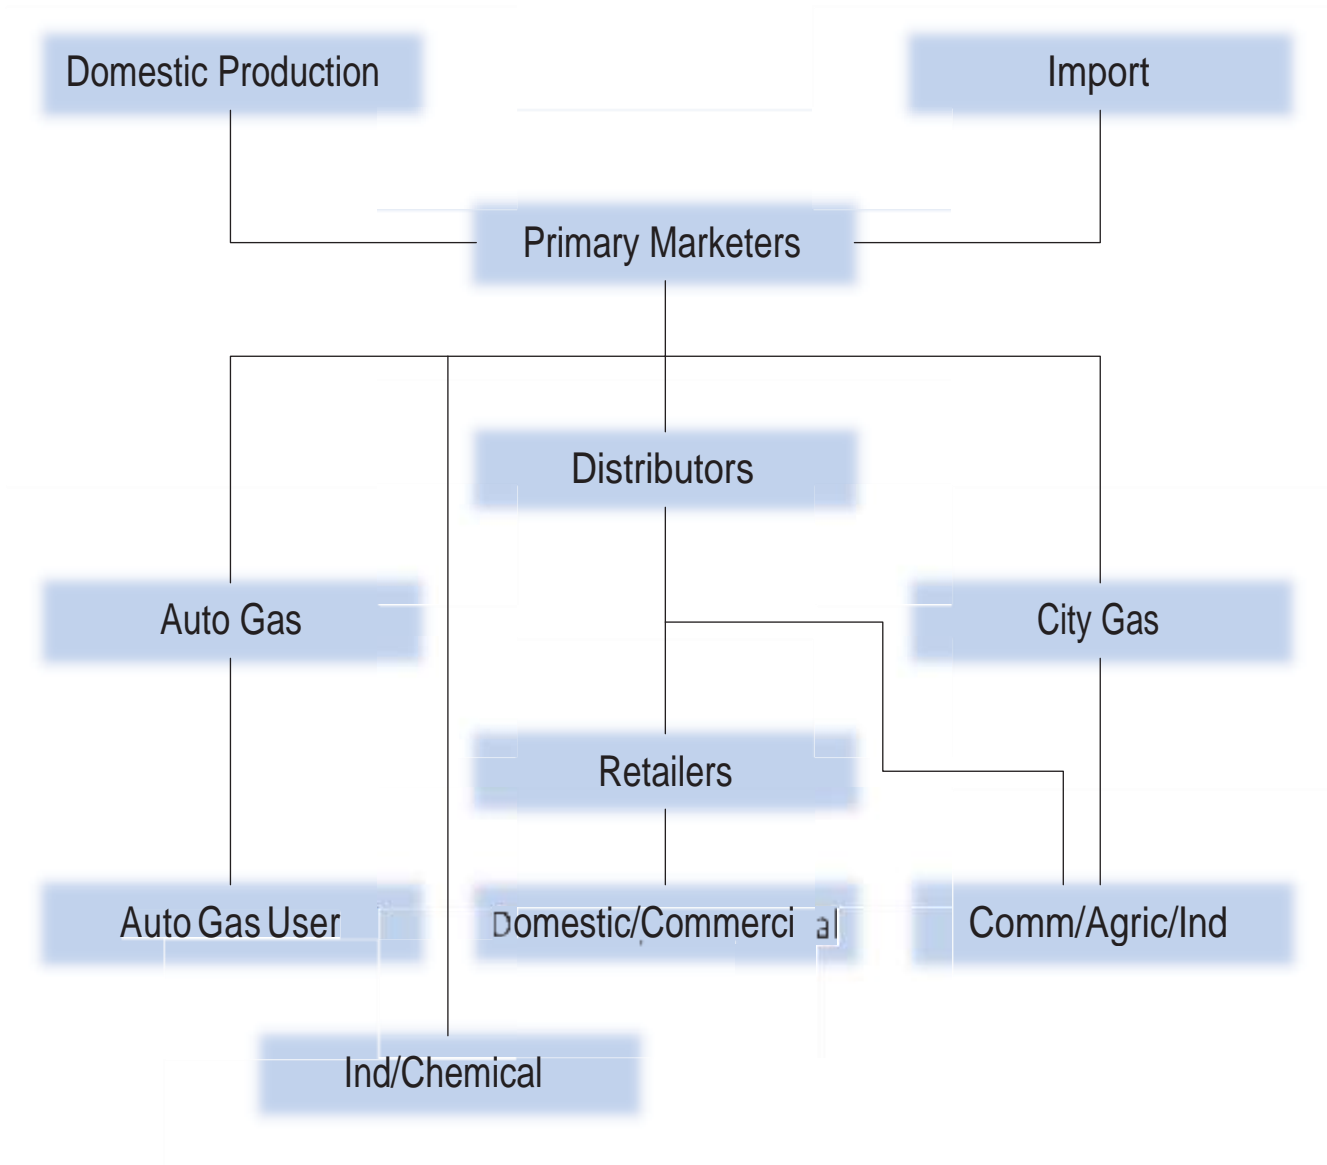 Domestic Production
Import
Primary Marketers
Distributors
Auto Gas
City Gas
Retailers
Auto Gas User
Domestic/Commercial
Comm/Agric/Ind
Ind/Chemical